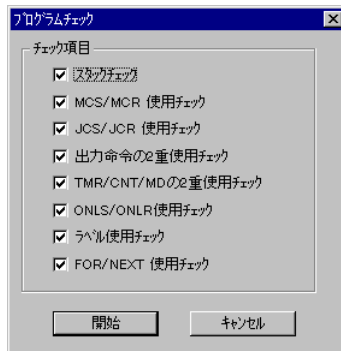 プログラムチェック
チェック項目
スタックチェック
MCS/MCR 使用チェック
JCS/JCR 使用チェック
出力命令の2重使用チェック
TMR/CNT/MDの2重使用チェック
ONLS/ONLR使用チェック
ラベル使用チェック
FOR/NEXT 使用チェック
開始
キャンセル